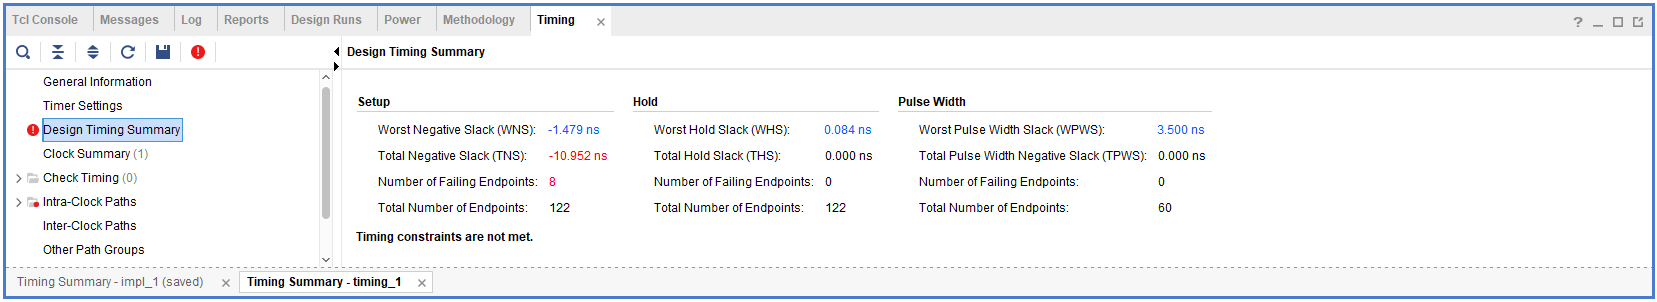 Tcl Console Messages Log Reports Design Runs Power Methodology Timing
Design Timing Summary
General Information
Timer Settings
Design Timing Summary
Clock Summary (1)
Check Timing (0)
Intra-Clock Paths
Inter-Clock Paths
Other Path Groups
Setup Hold Pulse Width
Worst Negative Slack (WNS): -1.479 ns Worst Hold Slack (WHS): 0.084 ns Worst Pulse Width Slack (WPWS): 3.500 ns
Total Negative Slack (TNS): -10.952 ns Total Hold Slack (THS): 0.000 ns Total Pulse Width Negative Slack (TPWS): 0.000 ns
Number of Failing Endpoints: 8 Number of Failing Endpoints: 0 Number of Failing Endpoints: 0
Total Number of Endpoints: 122 Total Number of Endpoints: 122 Total Number of Endpoints: 60
Timing constraints are not met.
Timing Summary - impl_1 (saved) Timing Summary - timing_1